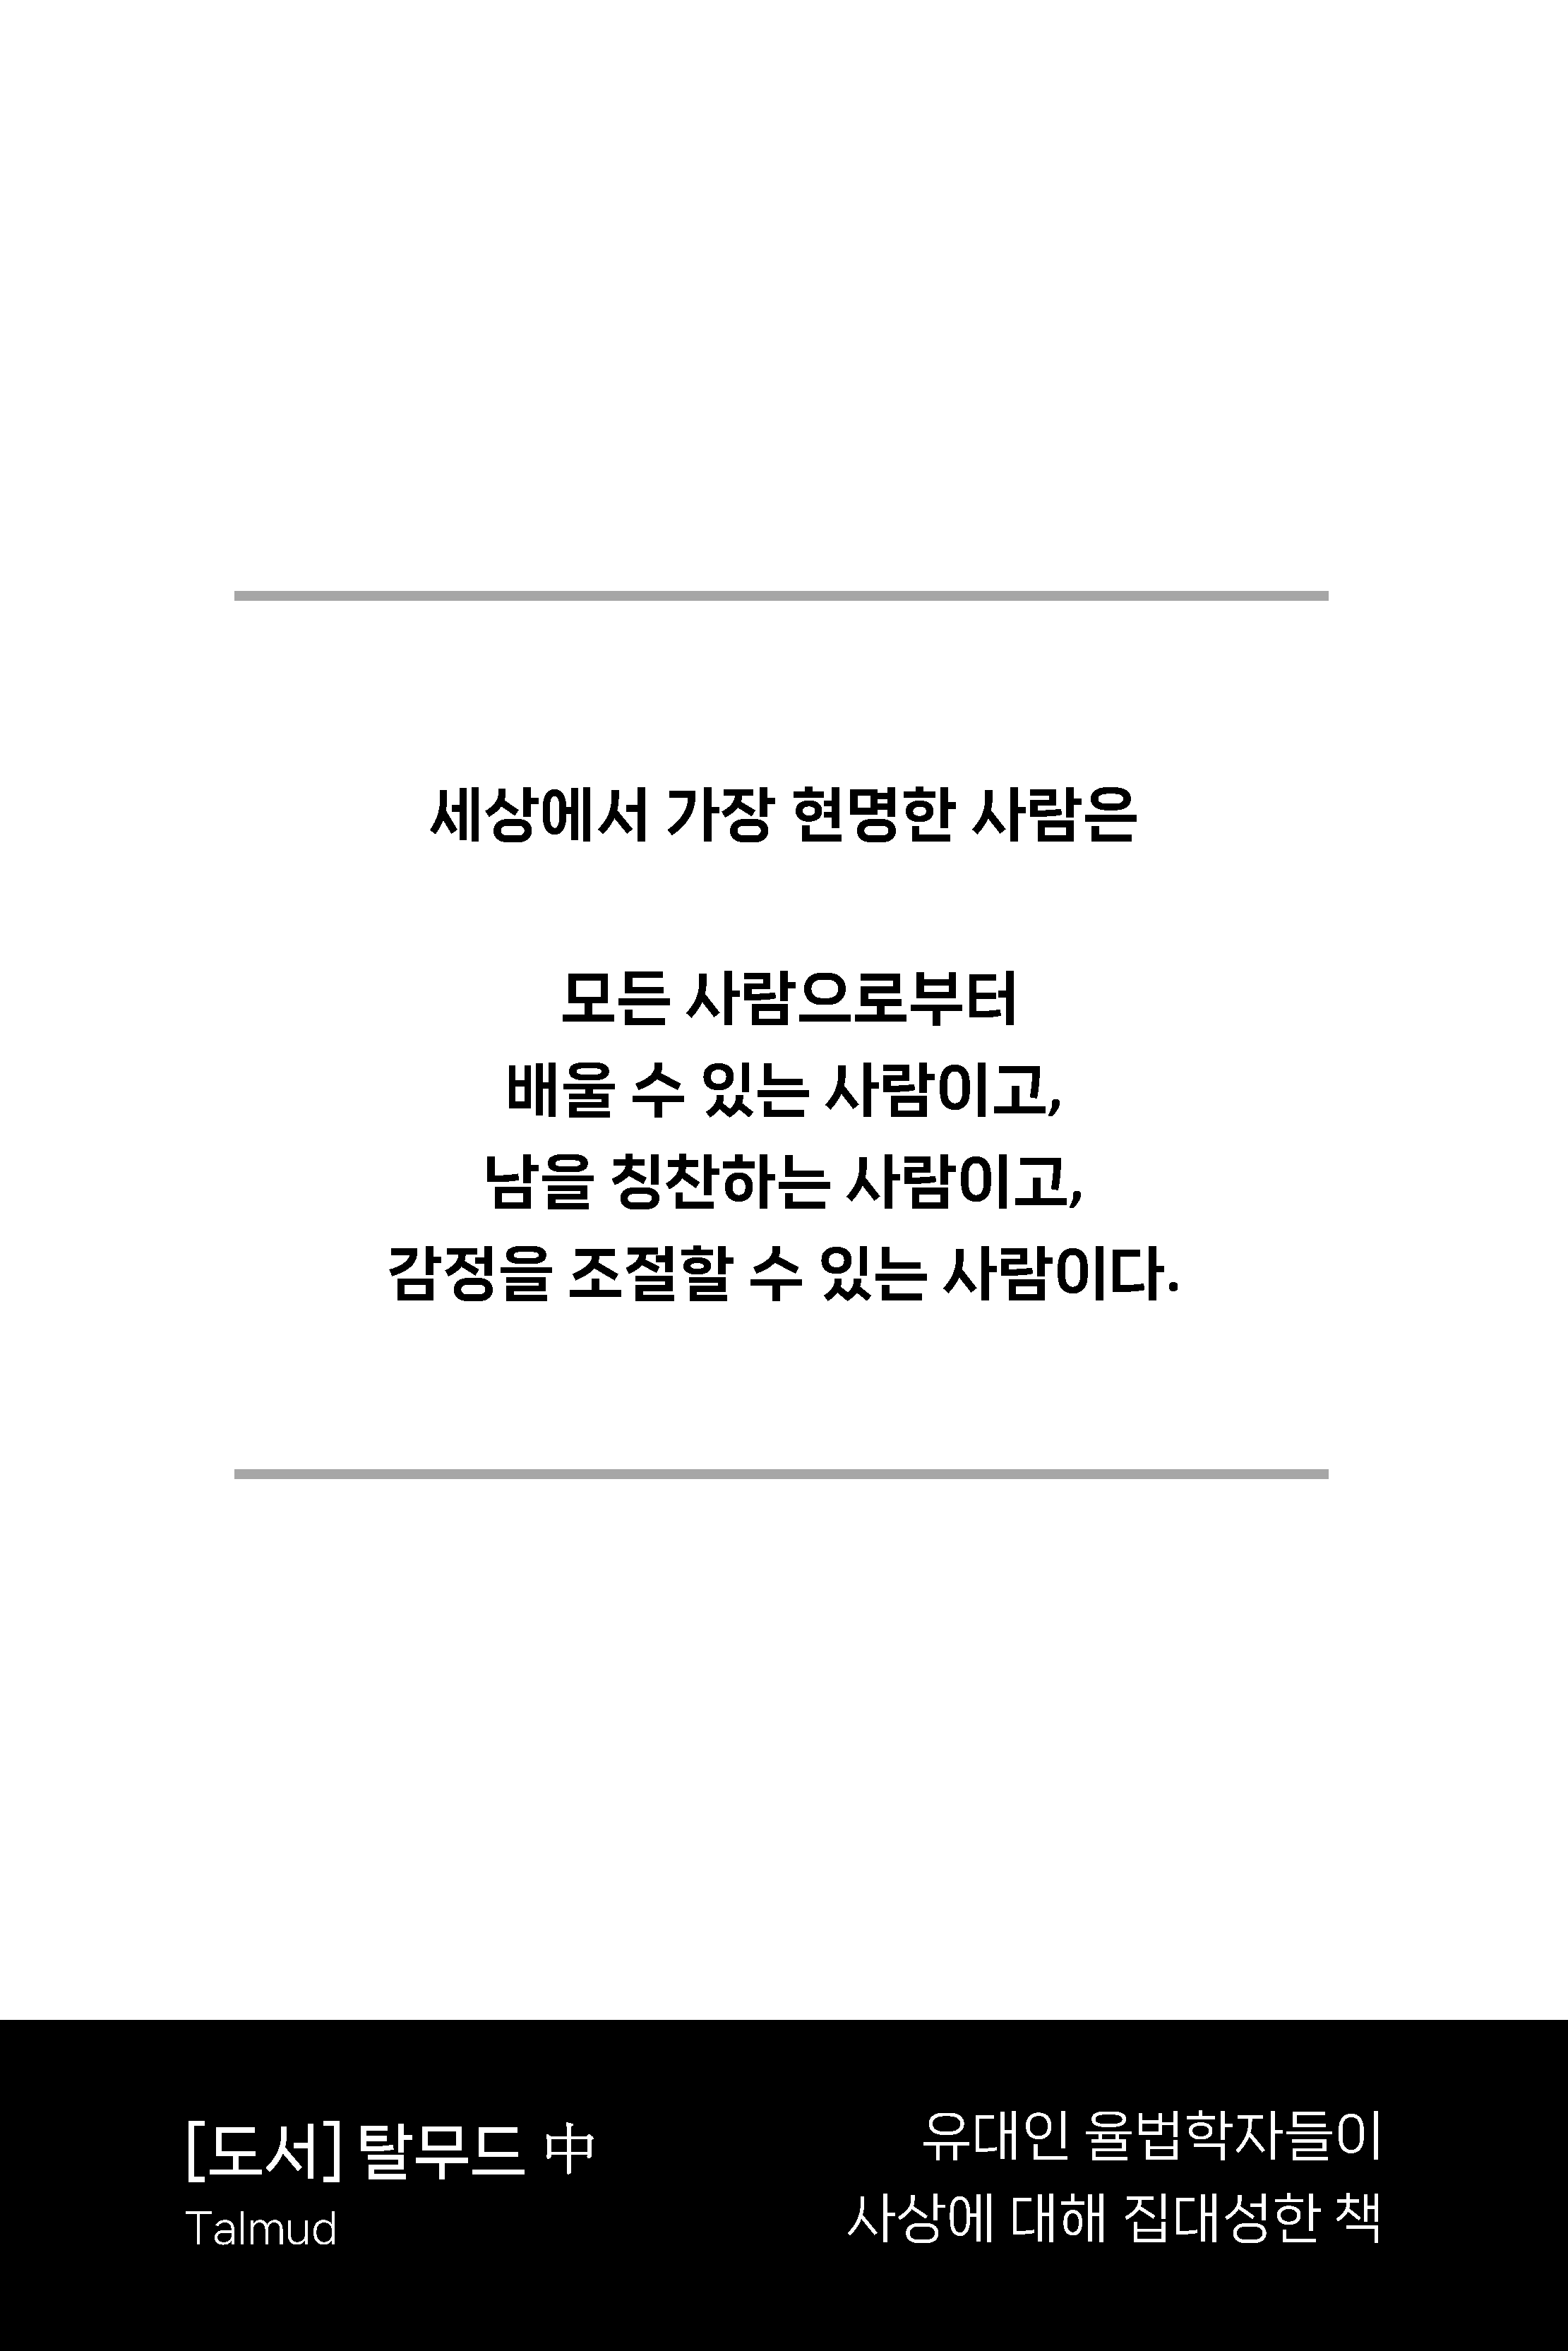 세상에서 가장 현명한 사람은
모든 사람으로부터
배울 수 있는 사람이고,
남을 칭찬하는 사람이고,
감정을 조절할 수 있는 사람이다.
[도서] 탈무드 中
Talmud
유대인 율법학자들이
사상에 대해 집대성한 책